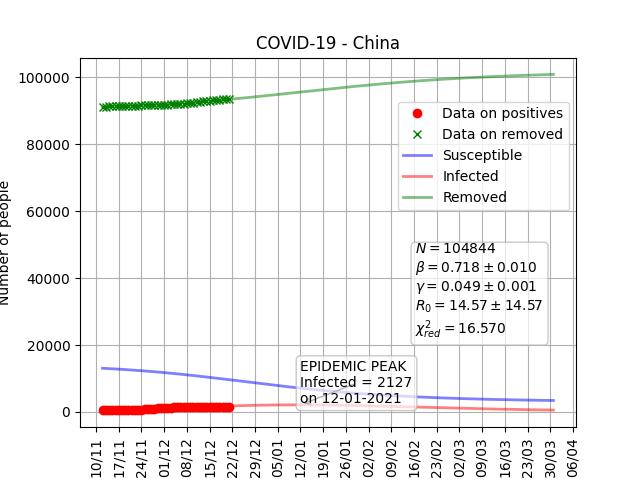 COVID-19 - China
Number of people
100000
80000
60000
40000
20000
0
Data on positives
Data on removed
Susceptible
Infected
Removed
N = 104844
β = 0.718 ± 0.010
γ = 0.049 ± 0.001
R₀ = 14.57 ± 14.57
χ²red = 16.570
EPIDEMIC PEAK
Infected = 2127
on 12-01-2021
10/11
17/11
24/11
01/12
08/12
15/12
22/12
29/12
05/01
12/01
19/01
26/01
02/02
09/02
16/02
23/02
02/03
09/03
16/03
23/03
30/03
06/04